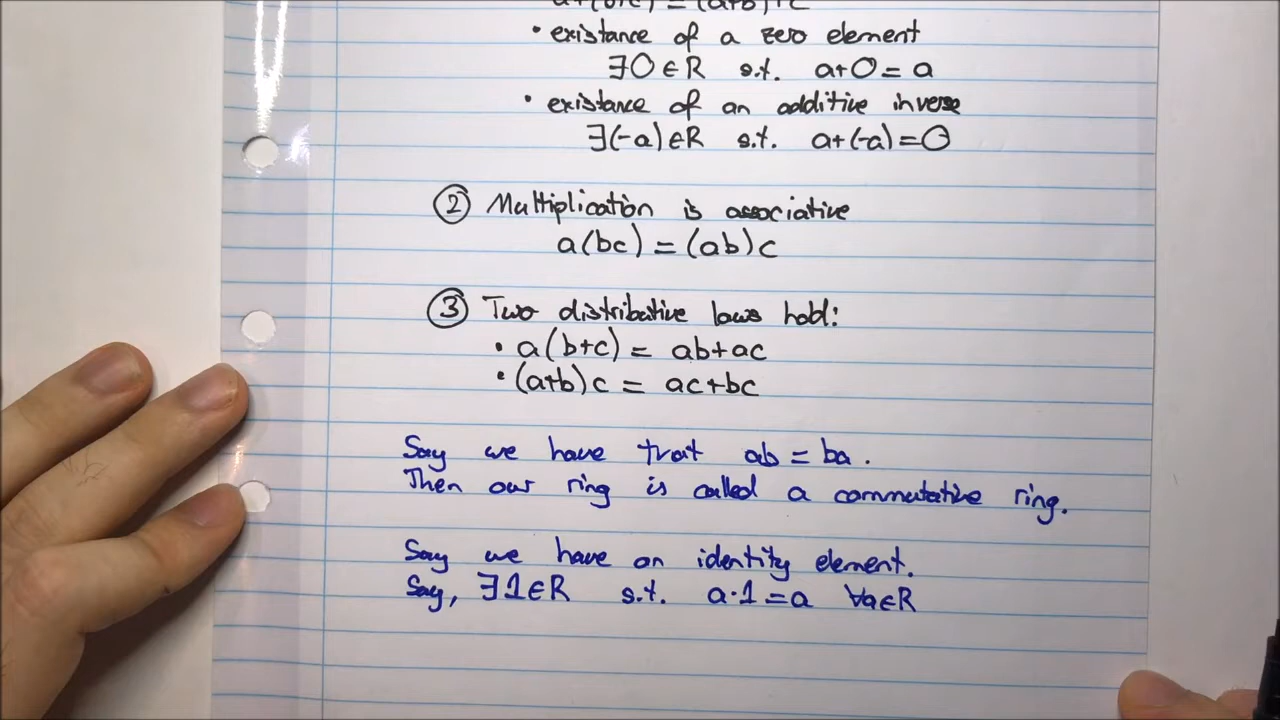 a+(b+c) = (a+b)+c
• existance of a zero element
∃0∈R s.t. a+0=a
• existance of an additive inverse
∃(-a)∈R s.t. a+(-a)=0
② Multiplication is associative
a(bc) = (ab)c
③ Two distributive laws hold:
• a(b+c) = ab+ac
• (a+b)c = ac+bc
Say we have that ab = ba.
Then our ring is called a commutative ring.
Say we have an identity element.
Say, ∃1∈R s.t. a·1=a ∀a∈R